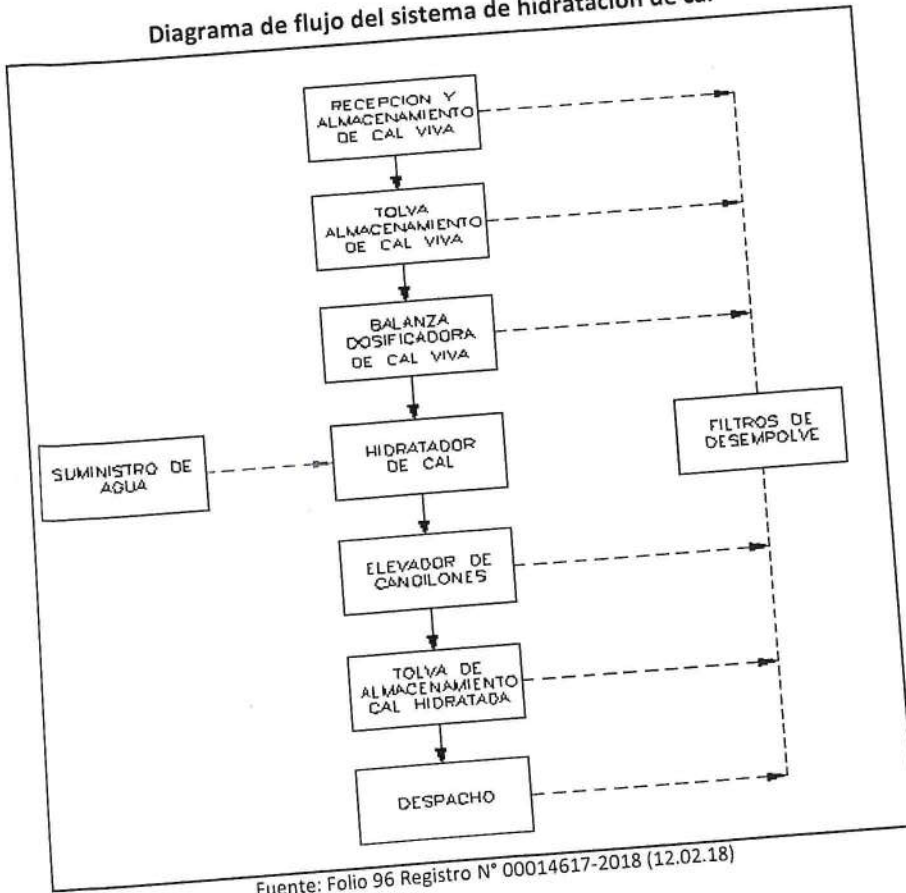 Diagrama de flujo del sistema de hidratación de cal
RECEPCION Y
ALMACENAMIENTO
DE CAL VIVA
TOLVA
ALMACENAMIENTO
DE CAL VIVA
BALANZA
DOSIFICADORA
DE CAL VIVA
SUMINISTRO DE
AGUA
HIDRATADOR
DE CAL
FILTROS DE
DESEMPOLVE
ELEVADOR DE
CANGILONES
TOLVA DE
ALMACENAMIENTO
CAL HIDRATADA
DESPACHO
Fuente: Folio 96 Registro N° 00014617-2018 (12.02.18)